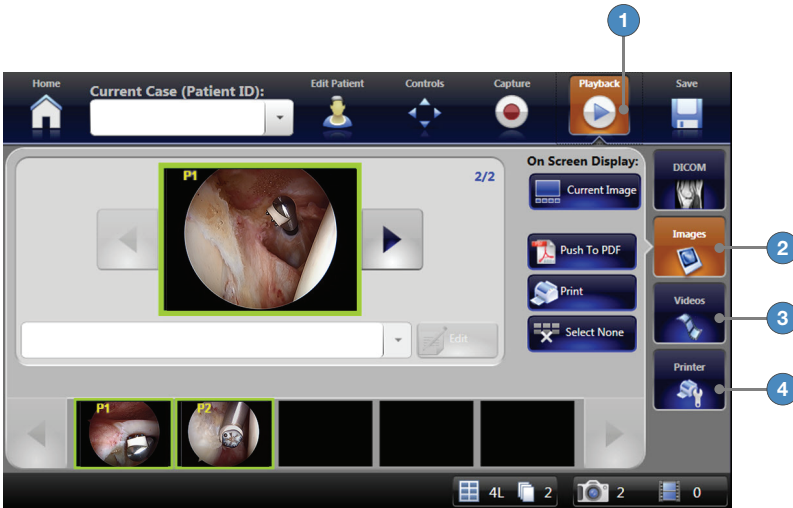 1
Home
Current Case (Patient ID):
Edit Patient
Controls
Capture
Playback
Save
P1
2/2
On Screen Display:
Current Image
DICOM
Push To PDF
Images
2
Print
Select None
Videos
3
Edit
Printer
4
P1
P2
4L
2
2
0